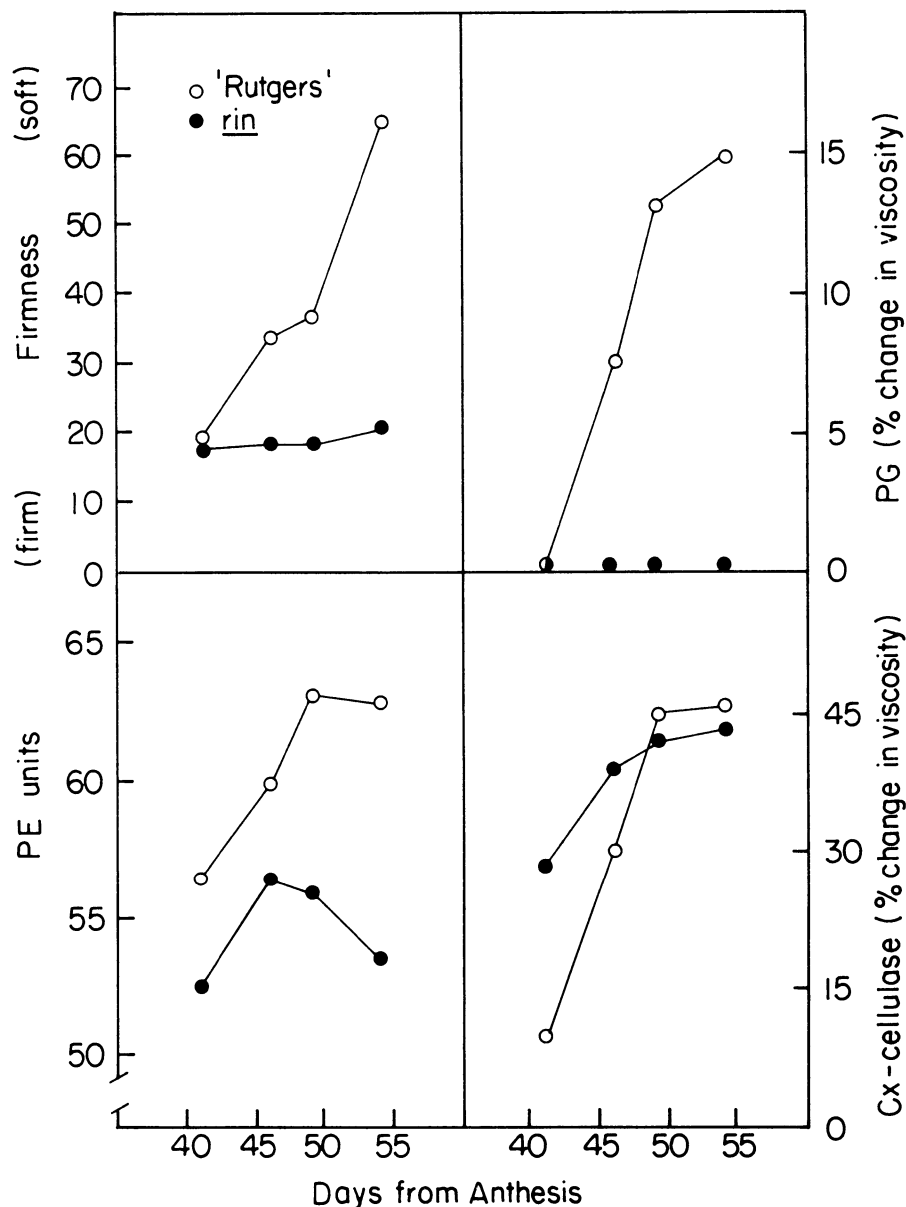 'Rutgers'
rin
Firmness
(soft)
(firm)
70
60
50
40
30
20
10
0
PG (% change in viscosity)
15
10
5
0
PE units
65
60
55
50
Cx-cellulase (% change in viscosity)
45
30
15
0
40 45 50 55
40 45 50 55
Days from Anthesis